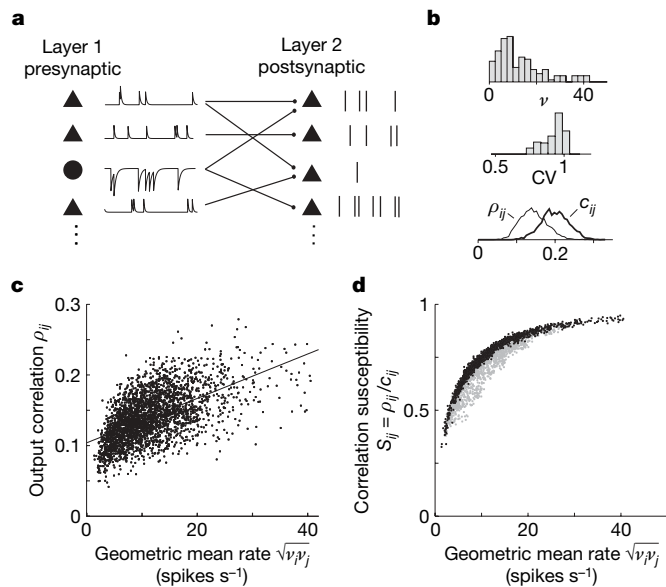 a
Layer 1
presynaptic
Layer 2
postsynaptic
b
0 40
ν
0.5 1
CV
ρij cij
0 0.2
c
Output correlation ρij
0.3
0.2
0.1
0
0 20 40
Geometric mean rate √νiνj
(spikes s⁻¹)
d
Correlation susceptibility
Sij = ρij/cij
1
0.5
0
0 20 40
Geometric mean rate √νiνj
(spikes s⁻¹)